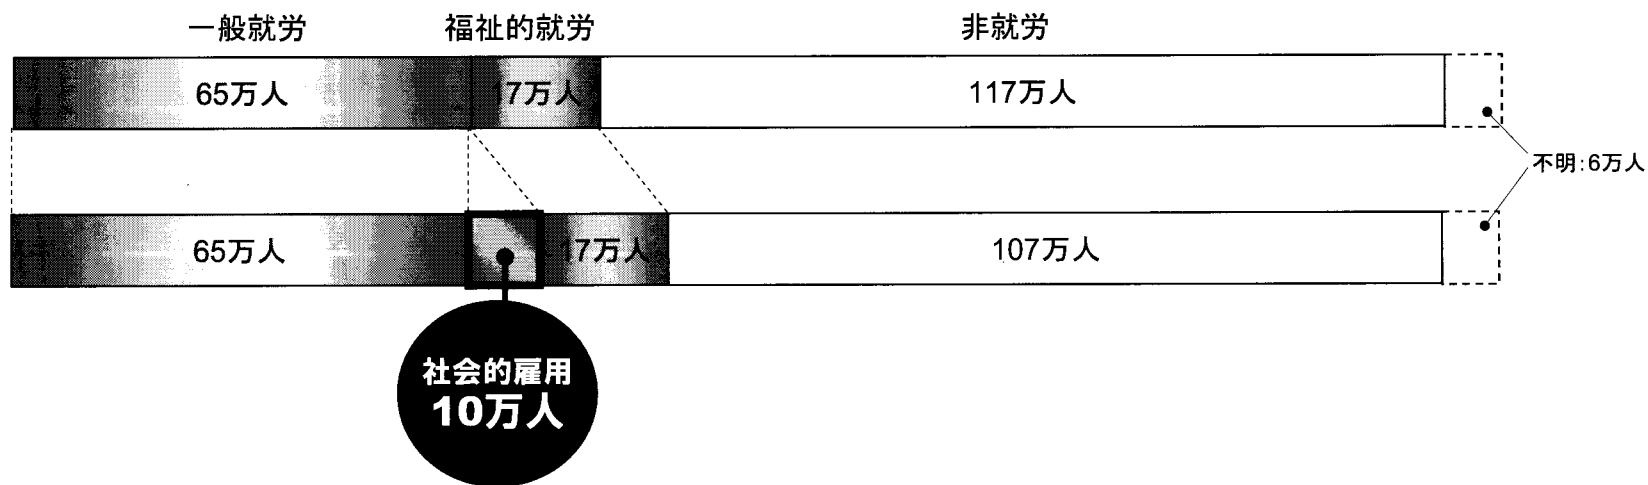 一般就労
福祉的就労
非就労
65万人
17万人
117万人
不明:6万人
65万人
17万人
107万人
社会的雇用
10万人